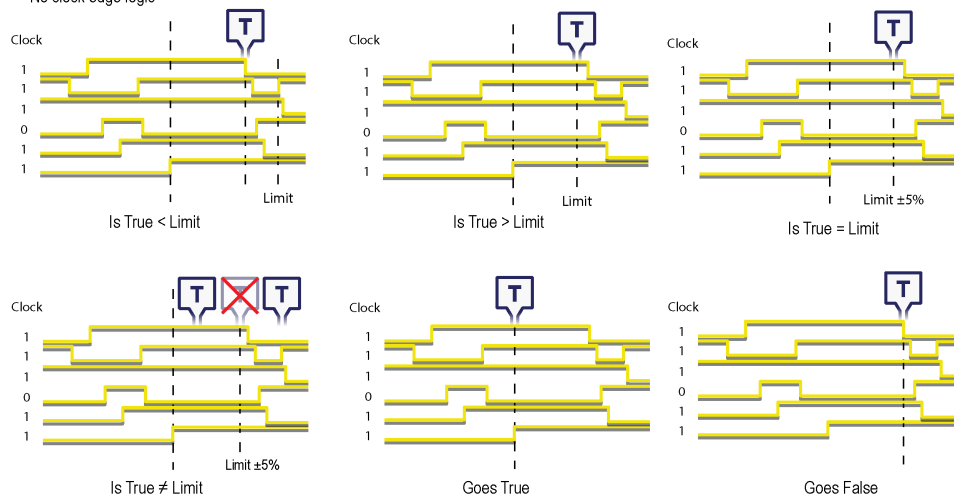 No clock edge logic
Clock
T
1
1
1
0
1
1
Limit
Is True < Limit
Clock
T
1
1
1
0
1
1
Limit
Is True > Limit
Clock
T
1
1
1
0
1
1
Limit ±5%
Is True = Limit
Clock
T T T
1
1
1
0
1
1
Limit ±5%
Is True ≠ Limit
Clock
T
1
1
1
0
1
1
Goes True
Clock
T
1
1
1
0
1
1
Goes False